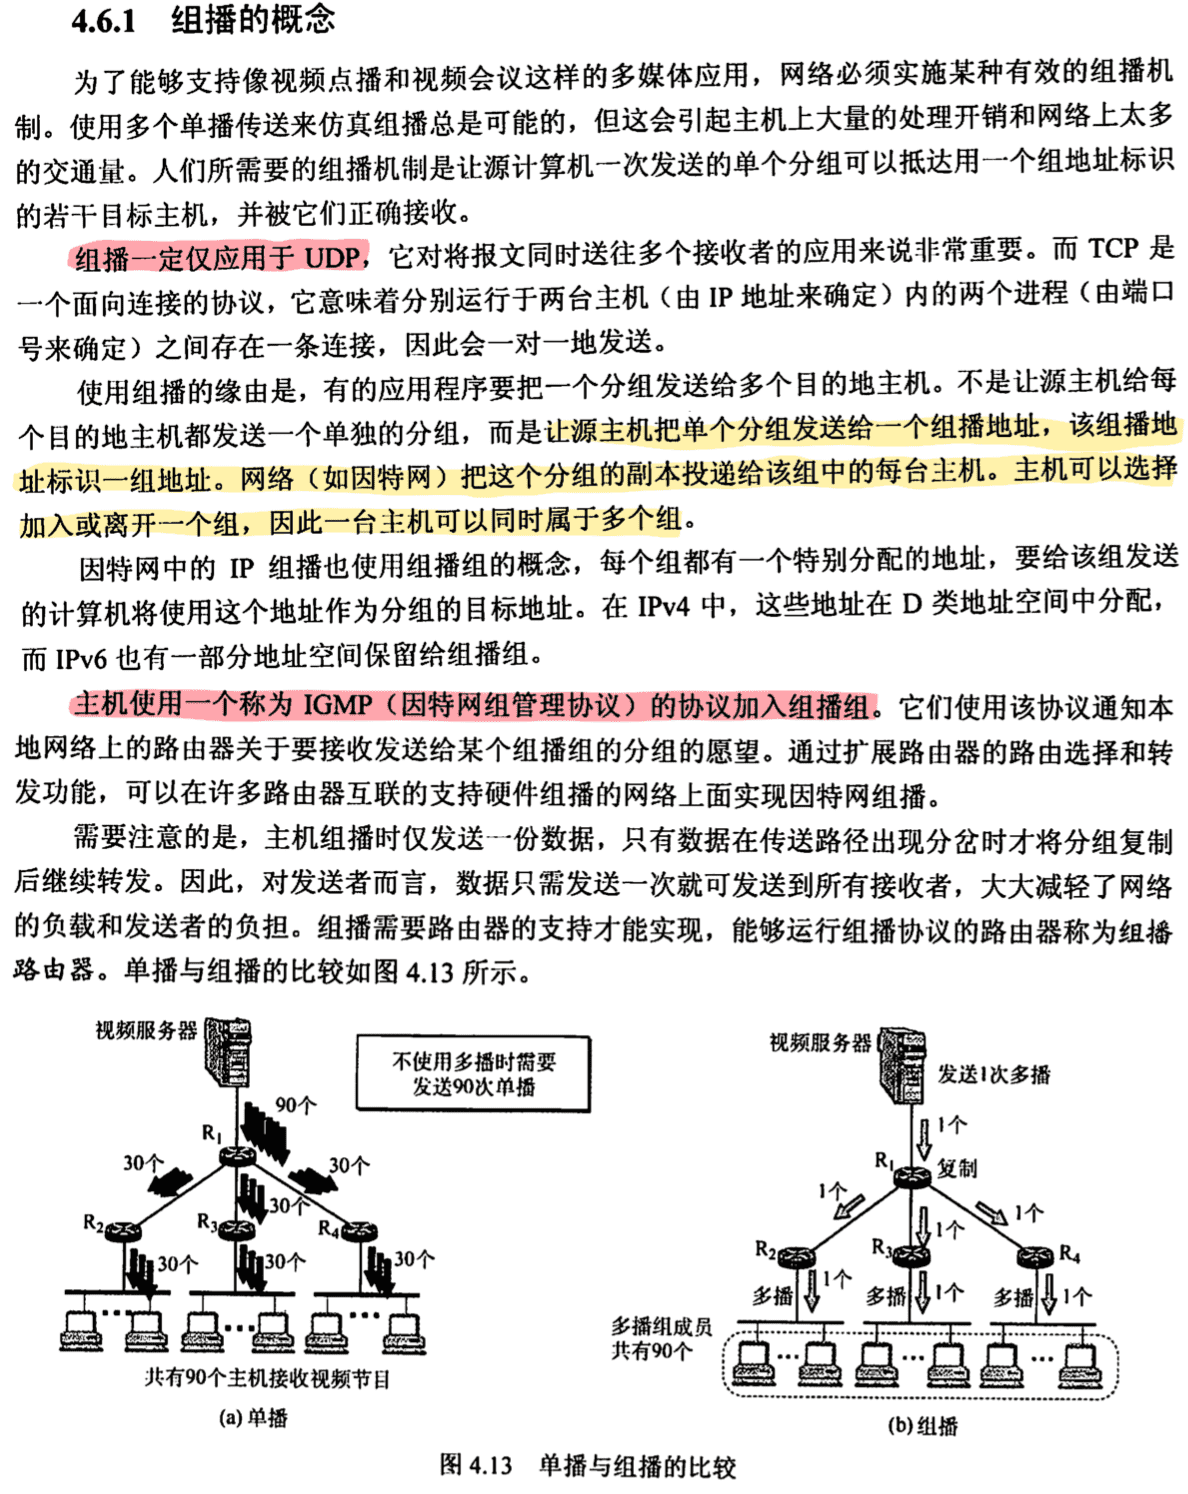 4.6.1 组播的概念
为了能够支持像视频点播和视频会议这样的多媒体应用，网络必须实施某种有效的组播机
制。使用多个单播传送来仿真组播总是可能的，但这会引起主机上大量的处理开销和网络上太多
的交通量。人们所需要的组播机制是让源计算机一次发送的单个分组可以抵达用一个组地址标识
的若干目标主机，并被它们正确接收。
组播一定仅应用于 UDP，它对将报文同时送往多个接收者的应用来说非常重要。而 TCP 是
一个面向连接的协议，它意味着分别运行于两台主机（由 IP 地址来确定）内的两个进程（由端口
号来确定）之间存在一条连接，因此会一对一地发送。
使用组播的缘由是，有的应用程序要把一个分组发送给多个目的地主机。不是让源主机给每
个目的地主机都发送一个单独的分组，而是让源主机把单个分组发送给一个组播地址，该组播地
址标识一组地址。网络（如因特网）把这个分组的副本投递给该组中的每台主机。主机可以选择
加入或离开一个组，因此一台主机可以同时属于多个组。
因特网中的 IP 组播也使用组播组的概念，每个组都有一个特别分配的地址，要给该组发送
的计算机将使用这个地址作为分组的目标地址。在 IPv4 中，这些地址在 D 类地址空间中分配，
而 IPv6 也有一部分地址空间保留给组播组。
主机使用一个称为 IGMP（因特网组管理协议）的协议加入组播组。它们使用该协议通知本
地网络上的路由器关于要接收发送给某个组播组的分组的愿望。通过扩展路由器的路由选择和转
发功能，可以在许多路由器互联的支持硬件组播的网络上面实现因特网组播。
需要注意的是，主机组播时仅发送一份数据，只有数据在传送路径出现分岔时才将分组复制
后继续转发。因此，对发送者而言，数据只需发送一次就可发送到所有接收者，大大减轻了网络
的负载和发送者的负担。组播需要路由器的支持才能实现，能够运行组播协议的路由器称为组播
路由器。单播与组播的比较如图 4.13 所示。
视频服务器
不使用多播时需要
发送90次单播
90个
R1
30个
30个
30个
R2
R3
R4
30个
30个
30个
共有90个主机接收视频节目
(a) 单播
视频服务器
发送1次多播
1个
R1
复制
1个
1个
1个
R2
R3
R4
多播
1个
多播
1个
多播
1个
多播组成员
共有90个
(b) 组播
图 4.13 单播与组播的比较